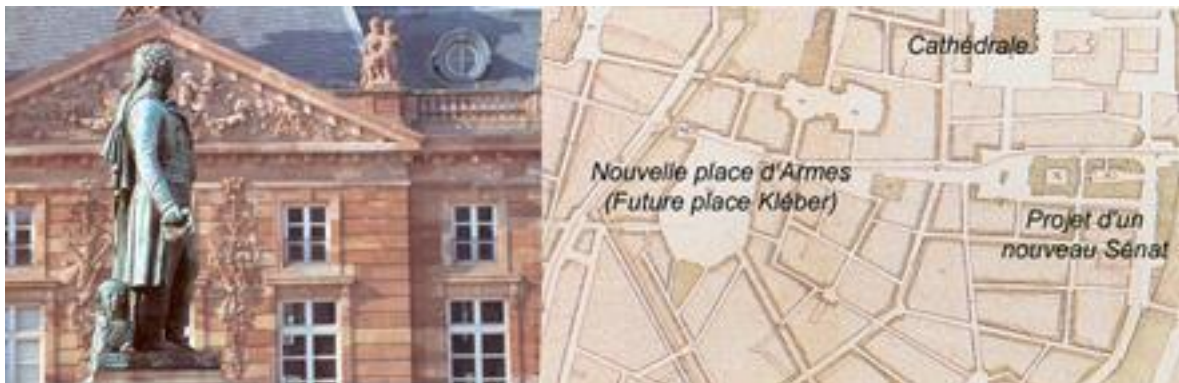 Cathédrale
Nouvelle place d'Armes
(Future place Kléber)
Projet d'un
nouveau Sénat